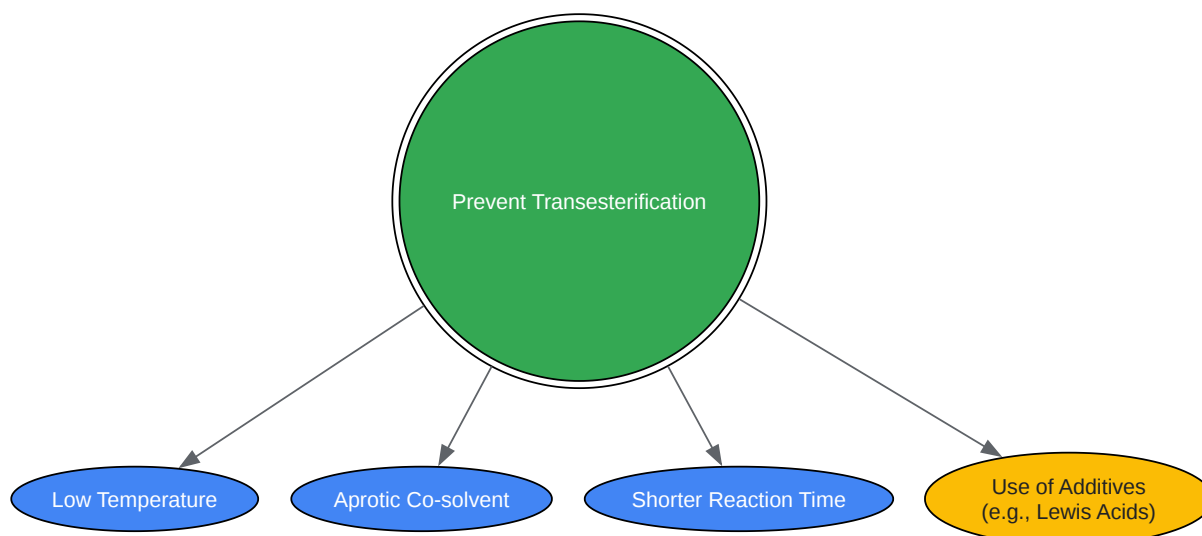 Prevent Transesterification
Low Temperature
Aprotic Co-solvent
Shorter Reaction Time
Use of Additives
(e.g., Lewis Acids)